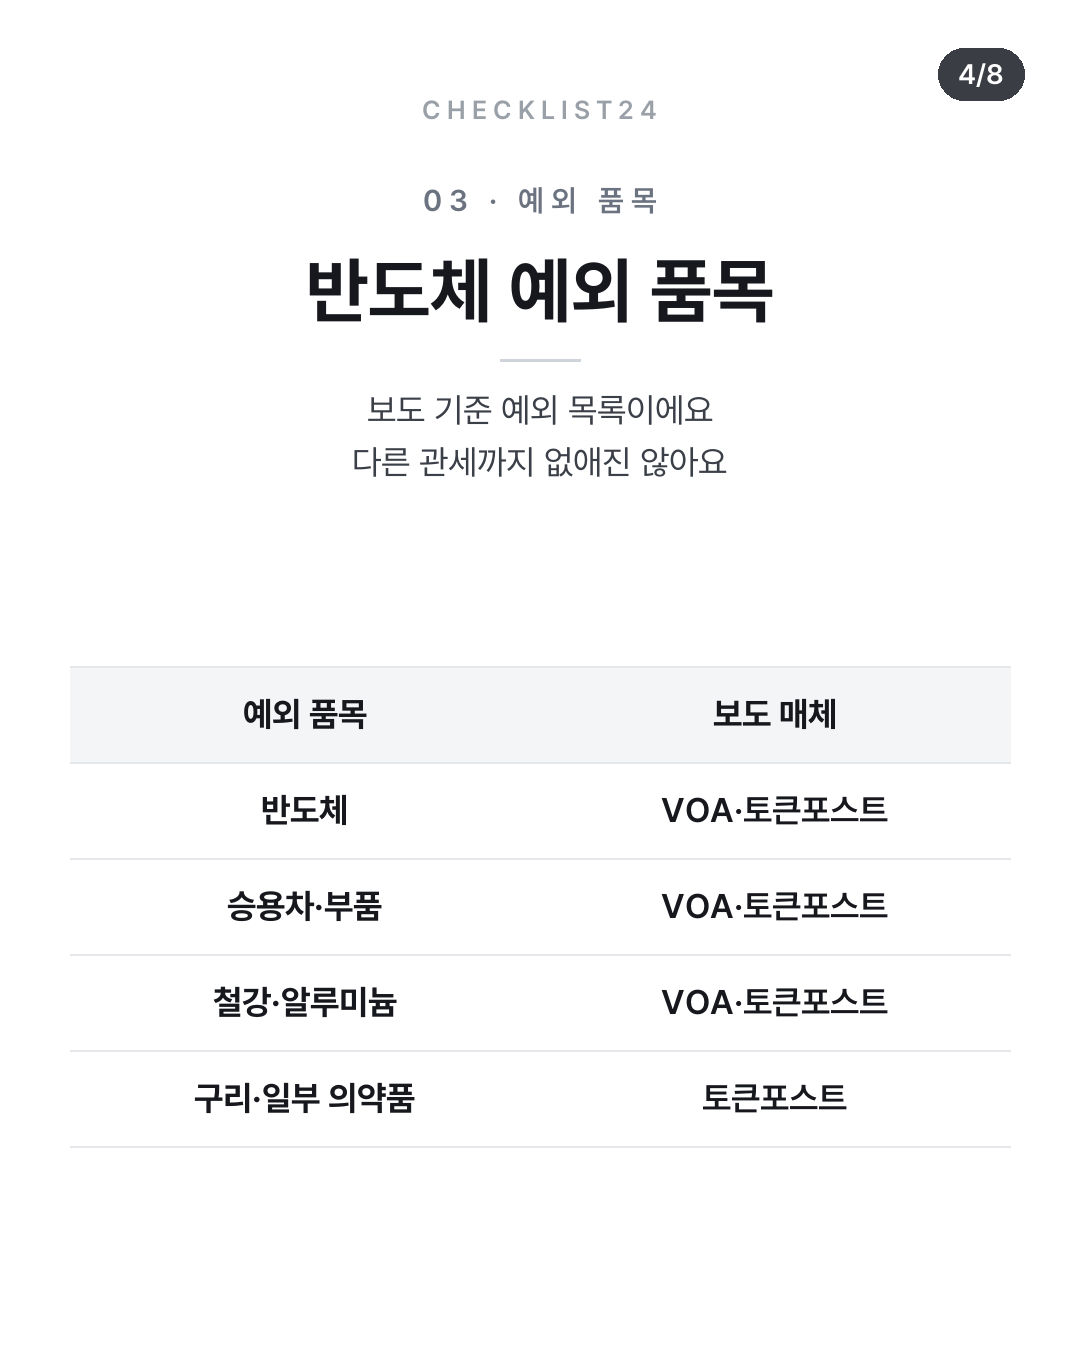 4/8
CHECKLIST24
03 · 예외 품목
반도체 예외 품목
보도 기준 예외 목록이에요
다른 관세까지 없애진 않아요
예외 품목 보도 매체
반도체 VOA·토큰포스트
승용차·부품 VOA·토큰포스트
철강·알루미늄 VOA·토큰포스트
구리·일부 의약품 토큰포스트